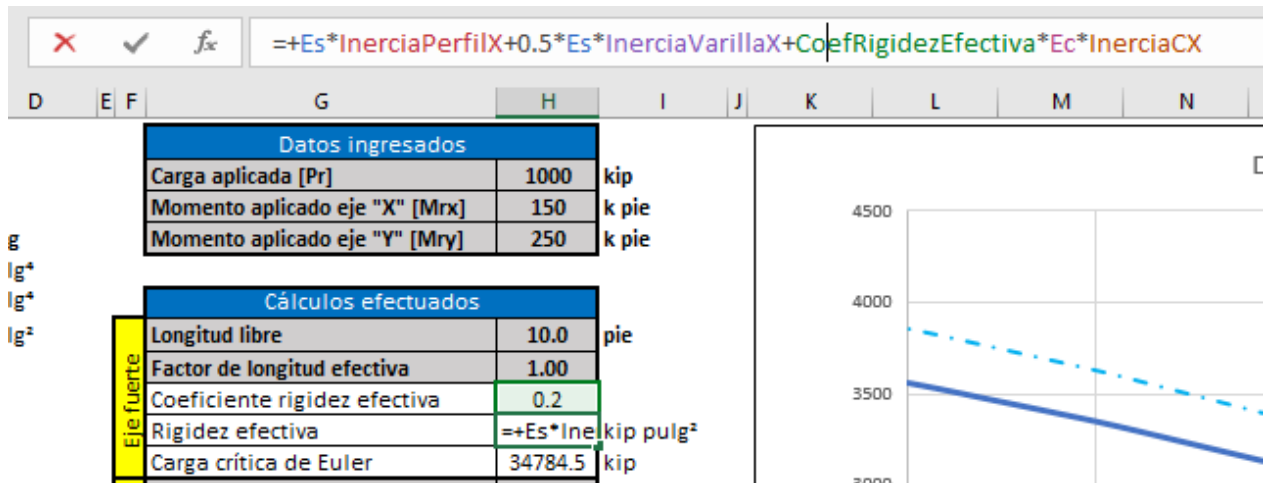 fx =+Es*InerciaPerfilX+0.5*Es*InerciaVarillaX+CoefRigidezEfectiva*Ec*InerciaCX
D E F G H I J K L M N
Datos ingresados
Carga aplicada [Pr] 1000 kip
Momento aplicado eje "X" [Mrx] 150 k pie
Momento aplicado eje "Y" [Mry] 250 k pie
g
lg⁴
lg⁴
lg²
Cálculos efectuados
Eje fuerte
Longitud libre 10.0 pie
Factor de longitud efectiva 1.00
Coeficiente rigidez efectiva 0.2
Rigidez efectiva =+Es*Ine kip pulg²
Carga crítica de Euler 34784.5 kip
4500
4000
3500